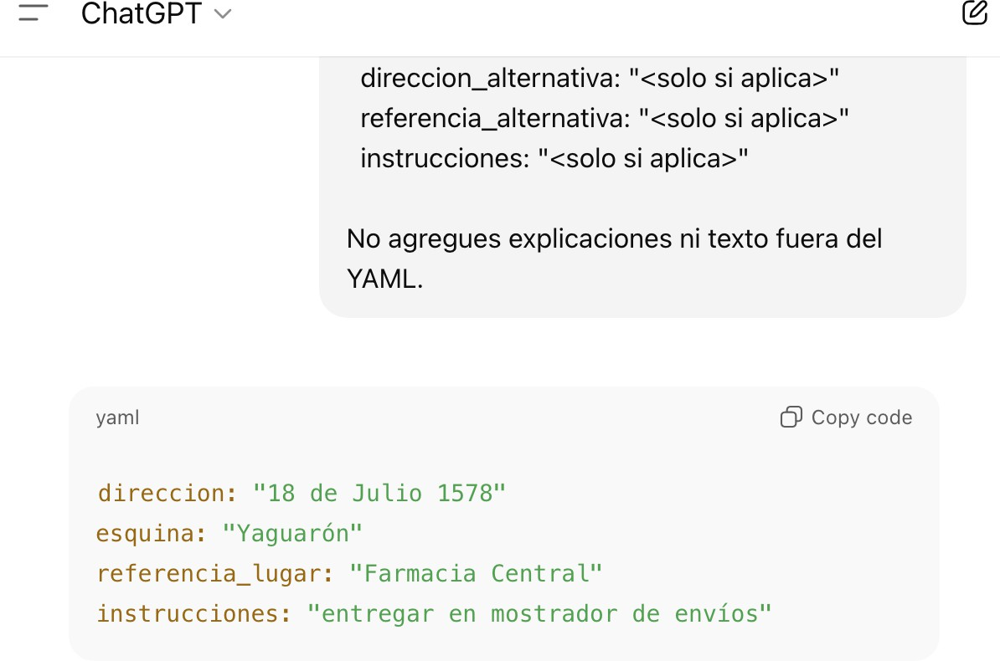 ChatGPT
direccion_alternativa: "<solo si aplica>"
referencia_alternativa: "<solo si aplica>"
instrucciones: "<solo si aplica>"
No agregues explicaciones ni texto fuera del
YAML.
yaml
Copy code
direccion: "18 de Julio 1578"
esquina: "Yaguarón"
referencia_lugar: "Farmacia Central"
instrucciones: "entregar en mostrador de envíos"